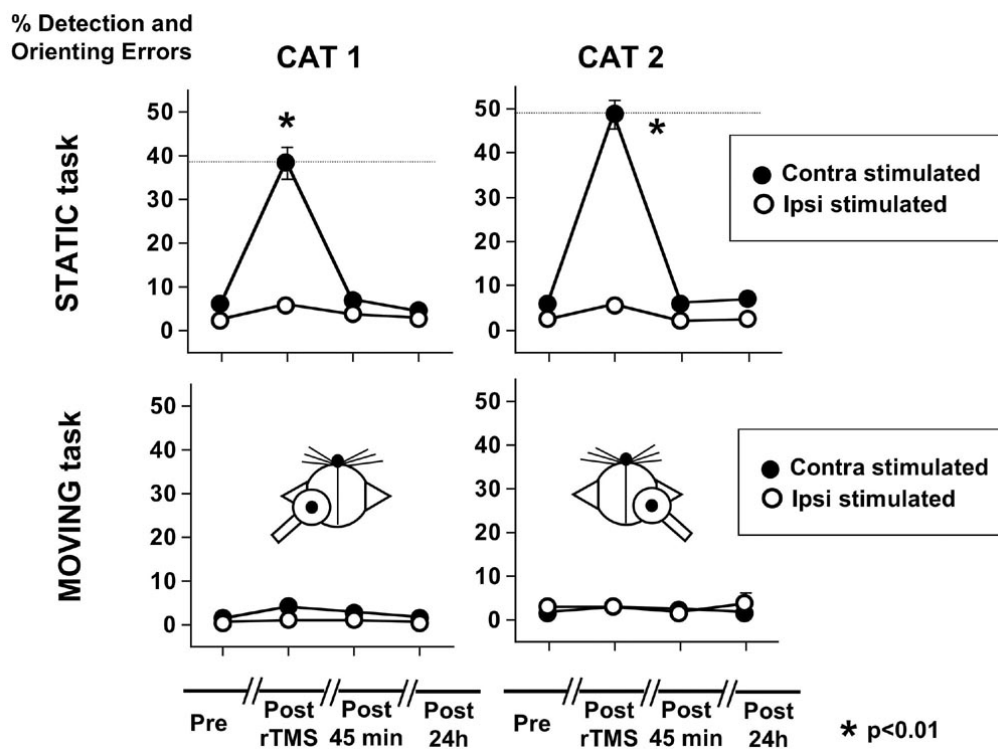 % Detection and
Orienting Errors
CAT 1
CAT 2
STATIC task
50
40
30
20
10
0
*
50
40
30
20
10
0
*
Contra stimulated
Ipsi stimulated
MOVING task
50
40
30
20
10
0
50
40
30
20
10
0
Contra stimulated
Ipsi stimulated
Pre
Post
rTMS
Post
45 min
Post
24h
Pre
Post
rTMS
Post
45 min
Post
24h
* p<0.01